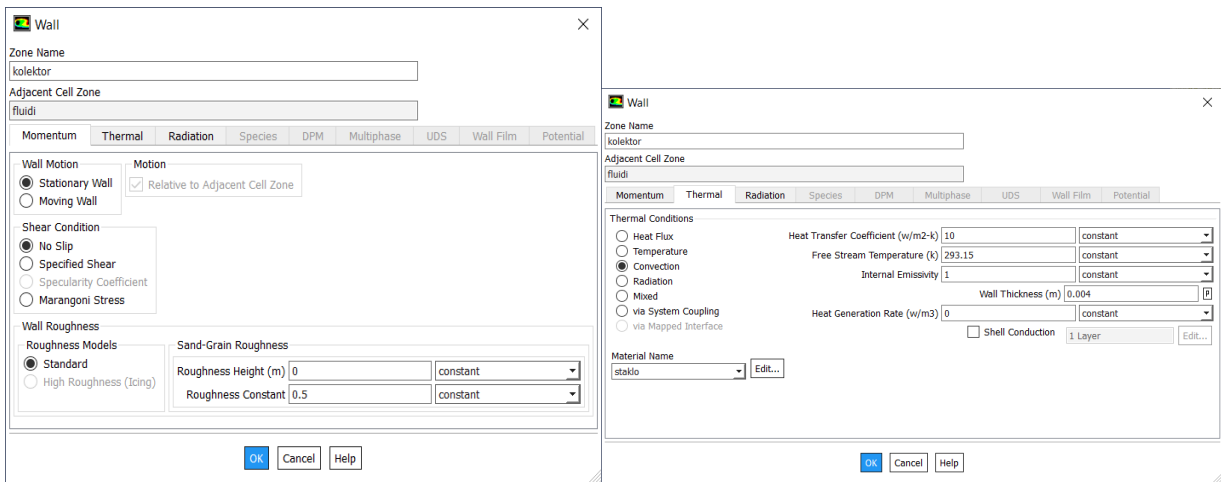 Wall
Zone Name
kolektor
Adjacent Cell Zone
fluidi
Momentum Thermal Radiation Species DPM Multiphase UDS Wall Film Potential
Wall Motion Motion
Stationary Wall Relative to Adjacent Cell Zone
Moving Wall
Shear Condition
No Slip
Specified Shear
Specularity Coefficient
Marangoni Stress
Wall Roughness
Roughness Models Sand-Grain Roughness
Standard
High Roughness (Icing)
Roughness Height (m) 0 constant
Roughness Constant 0.5 constant
OK Cancel Help
Wall
Zone Name
kolektor
Adjacent Cell Zone
fluidi
Momentum Thermal Radiation Species DPM Multiphase UDS Wall Film Potential
Thermal Conditions
Heat Flux
Temperature
Convection
Radiation
Mixed
via System Coupling
via Mapped Interface
Heat Transfer Coefficient (w/m2-k) 10 constant
Free Stream Temperature (k) 293.15 constant
Internal Emissivity 1 constant
Wall Thickness (m) 0.004 P
Heat Generation Rate (w/m3) 0 constant
Shell Conduction 1 Layer Edit...
Material Name
staklo Edit...
OK Cancel Help